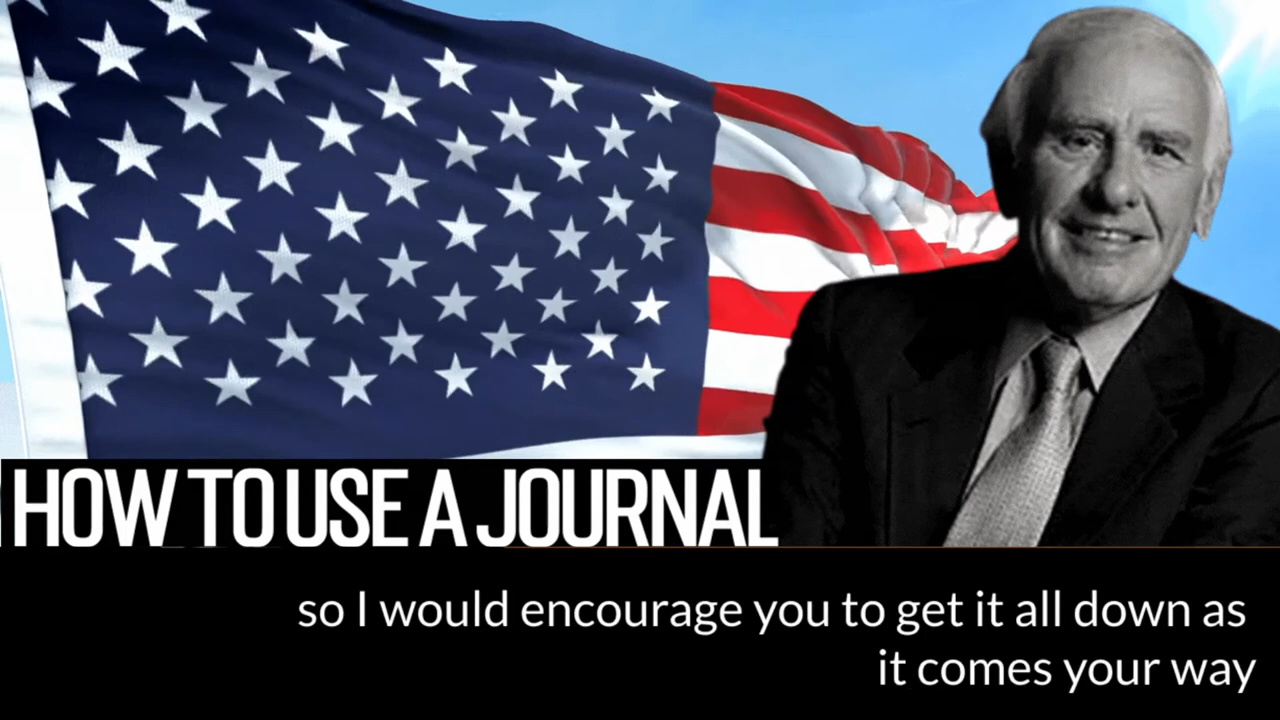 HOW TO USE A JOURNAL
so I would encourage you to get it all down as
it comes your way